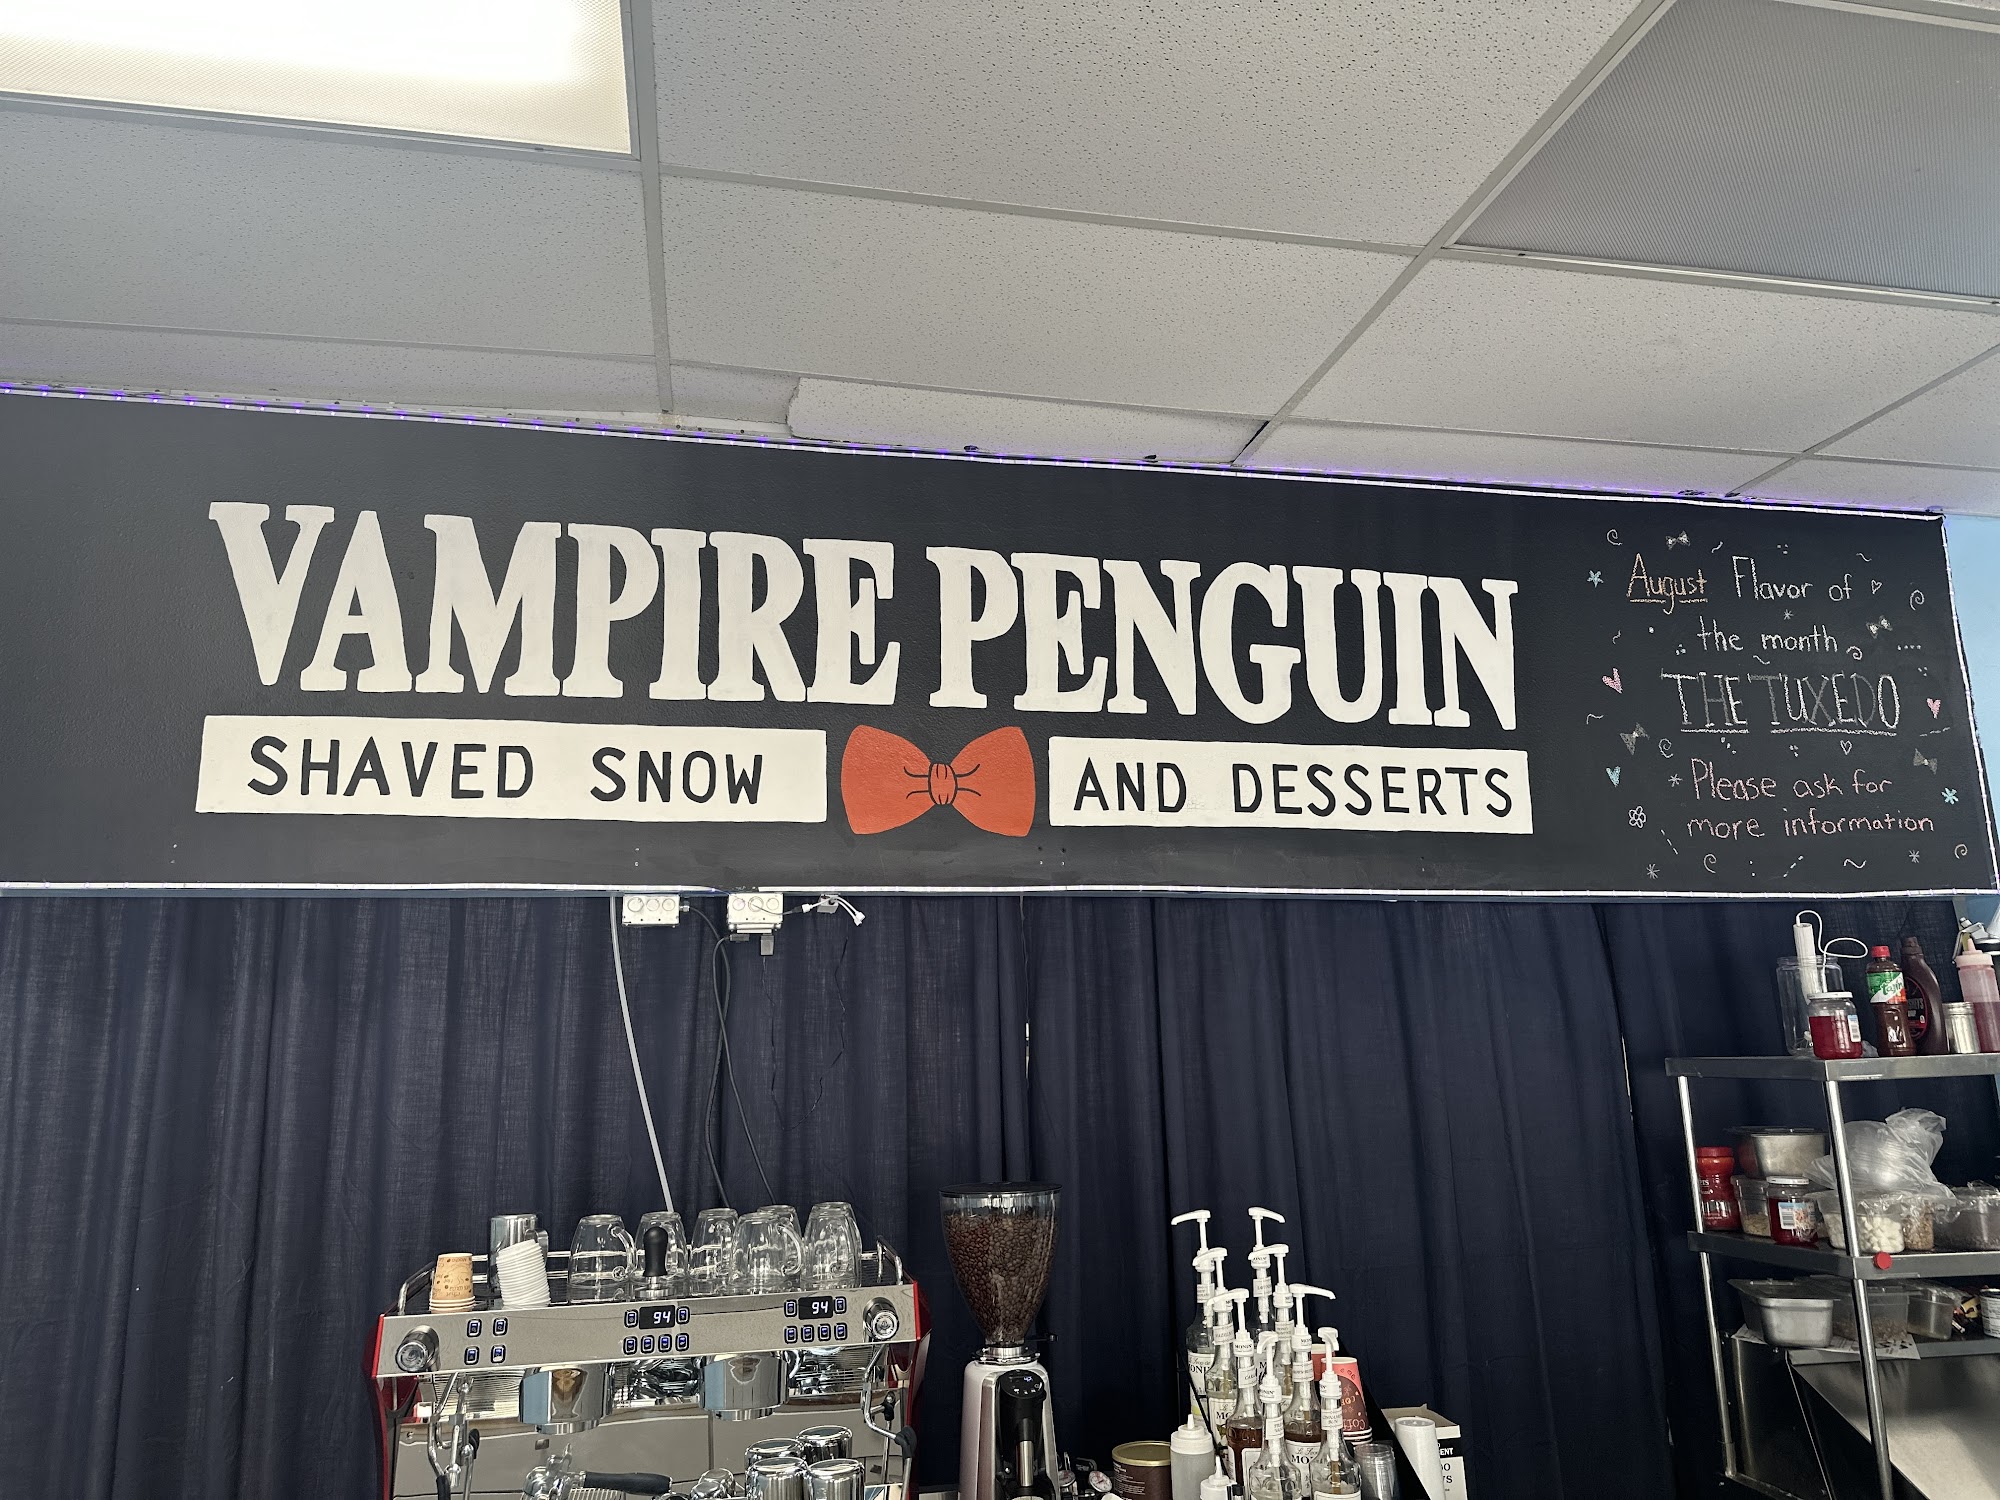 VAMPIRE PENGUIN
SHAVED SNOW AND DESSERTS
August Flavor of
the month
THE TUXEDO
Please ask for
more information
94
94
MONIN